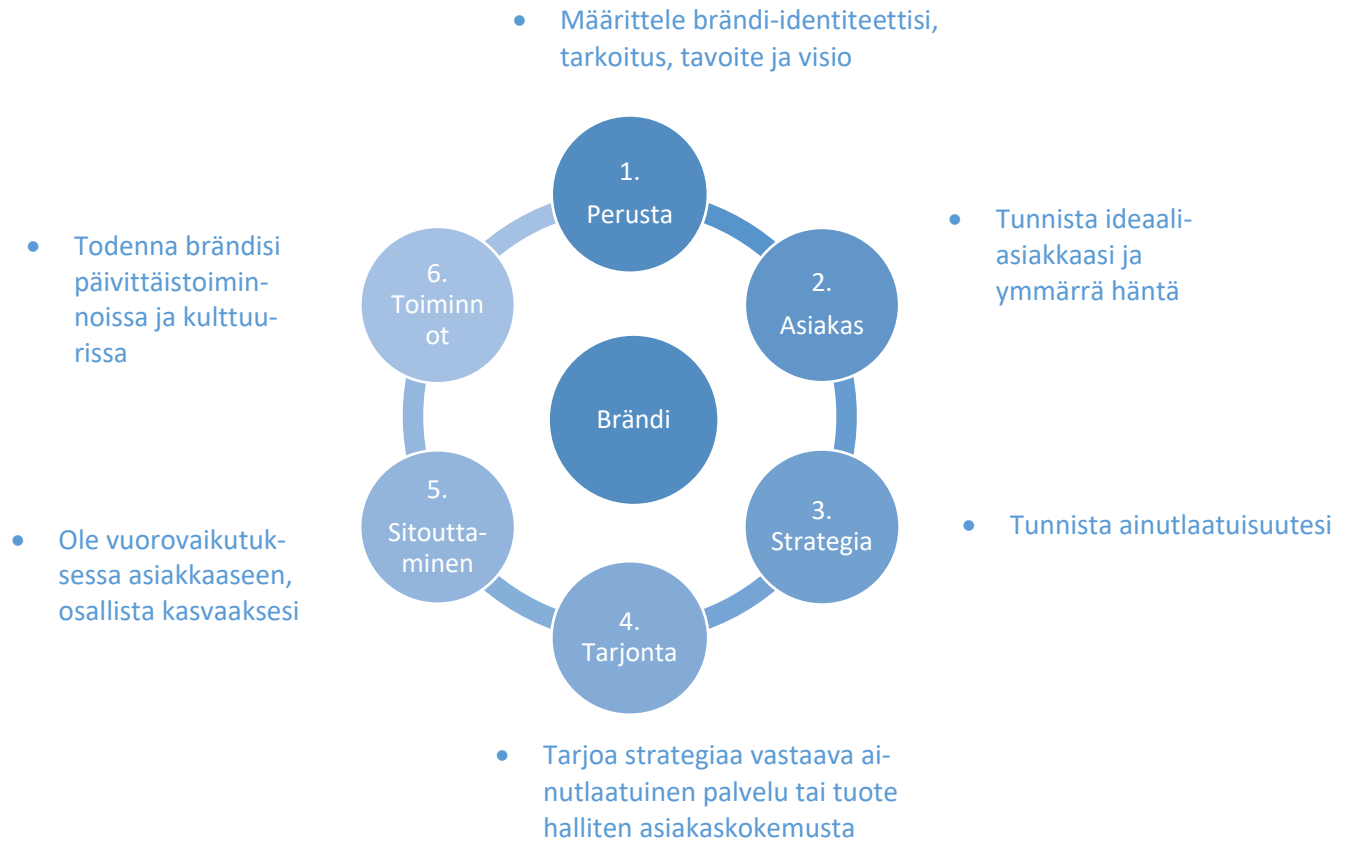 • Määrittele brändi-identiteettisi,
tarkoitus, tavoite ja visio
1.
Perusta
• Tunnista ideaali-
asiakkaasi ja
ymmärrä häntä
2.
Asiakas
• Tunnista ainutlaatuisuutesi
3.
Strategia
• Tarjoa strategiaa vastaava ai-
nutlaatuinen palvelu tai tuote
halliten asiakaskokemusta
4.
Tarjonta
• Ole vuorovaikutuk-
sessa asiakkaaseen,
osallista kasvaaksesi
5.
Sitoutta-
minen
• Todenna brändisi
päivittäistoimin-
noissa ja kulttuu-
rissa
6.
Toiminn
ot
Brändi